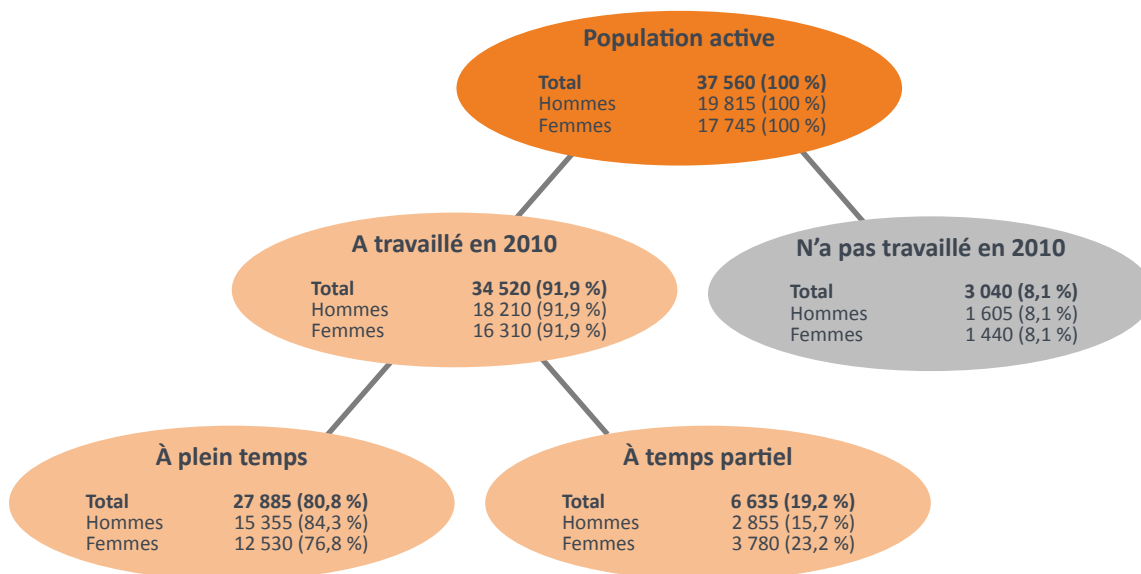 Population active
Total 37 560 (100 %)
Hommes 19 815 (100 %)
Femmes 17 745 (100 %)
A travaillé en 2010
Total 34 520 (91,9 %)
Hommes 18 210 (91,9 %)
Femmes 16 310 (91,9 %)
N'a pas travaillé en 2010
Total 3 040 (8,1 %)
Hommes 1 605 (8,1 %)
Femmes 1 440 (8,1 %)
À plein temps
Total 27 885 (80,8 %)
Hommes 15 355 (84,3 %)
Femmes 12 530 (76,8 %)
À temps partiel
Total 6 635 (19,2 %)
Hommes 2 855 (15,7 %)
Femmes 3 780 (23,2 %)